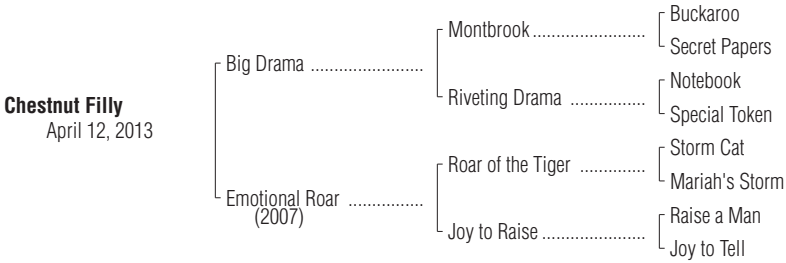 Buckaroo
Montbrook........................
Secret Papers
Big Drama ........................
Notebook
Riveting Drama ................
Special Token
Chestnut Filly
April 12, 2013
Storm Cat
Roar of the Tiger ..............
Mariah's Storm
Emotional Roar ................
(2007)
Raise a Man
Joy to Raise......................
Joy to Tell